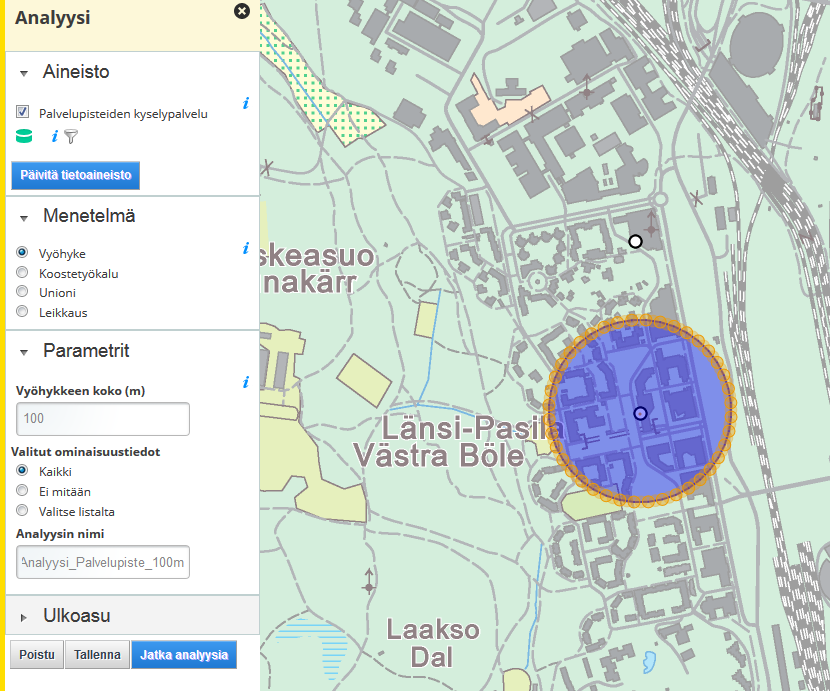 Analyysi
Aineisto
Palvelupisteiden kyselypalvelu
Päivitä tietoaineisto
Menetelmä
Vyöhyke
Koostetyökalu
Unioni
Leikkaus
Parametrit
Vyöhykkeen koko (m)
100
Valitut ominaisuustiedot
Kaikki
Ei mitään
Valitse listalta
Analyysin nimi
Analyysi_Palvelupiste_100m
Ulkoasu
Poistu
Tallenna
Jatka analyysia
skeasuo
nakärr
Länsi-Pasila
Västra Böle
Laakso
Dal